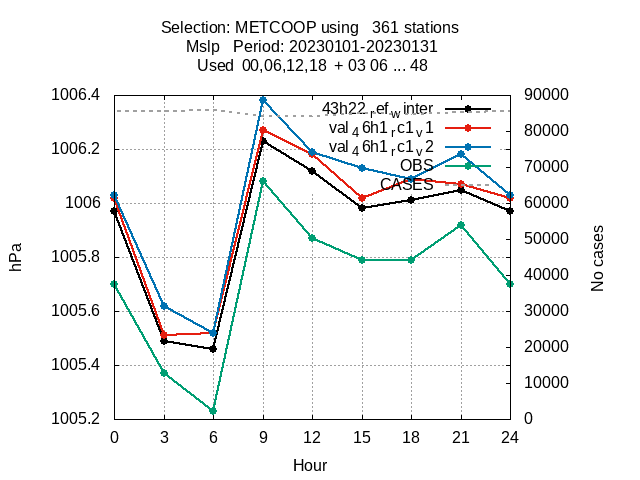 Selection: METCOOP using 361 stations
Mslp Period: 20230101-20230131
Used 00,06,12,18 + 03 06 ... 48
1006.4
1006.2
1006
1005.8
1005.6
1005.4
1005.2
90000
80000
70000
60000
50000
40000
30000
20000
10000
0
hPa
No cases
43h22_ref_winter
val_46h1_rc1_v1
val_46h1_rc1_v2
OBS
CASES
0 3 6 9 12 15 18 21 24
Hour